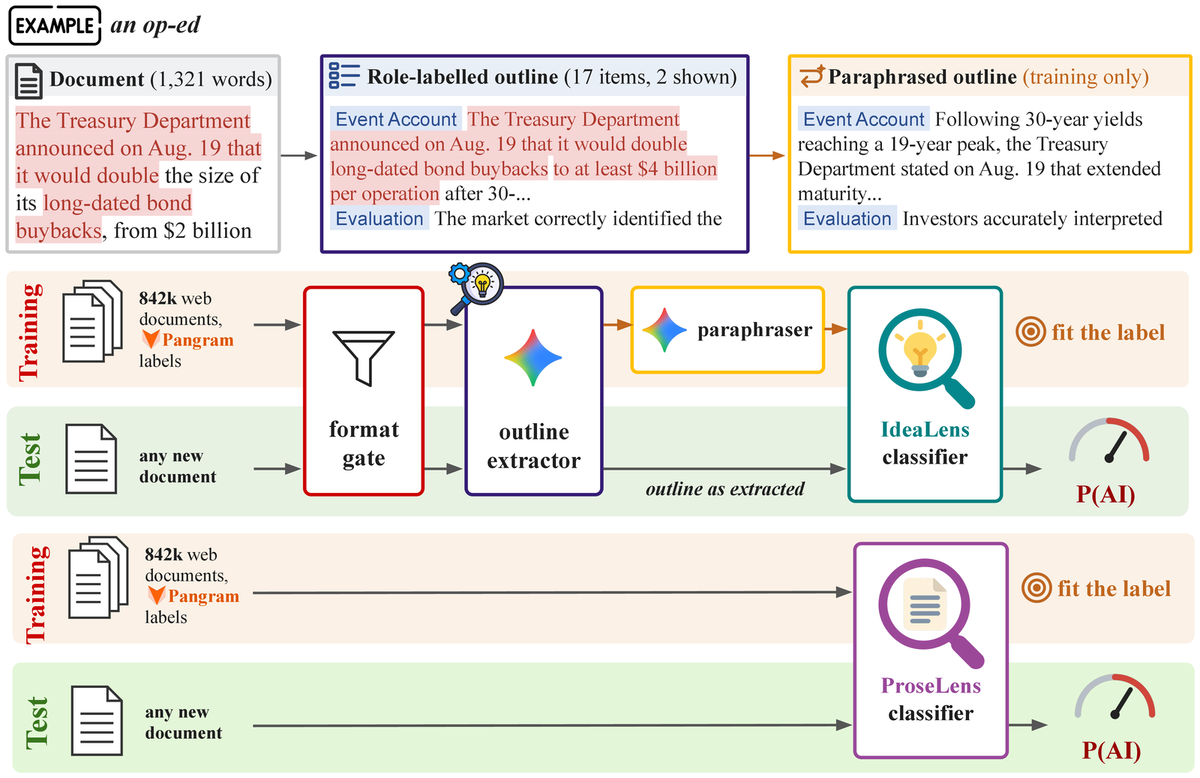 EXAMPLE an op-ed
Document (1,321 words)
The Treasury Department
announced on Aug. 19 that
it would double the size of
its long-dated bond
buybacks, from $2 billion
Role-labelled outline (17 items, 2 shown)
Event Account The Treasury Department
announced on Aug. 19 that it would double
long-dated bond buybacks to at least $4 billion
per operation after 30-...
Evaluation The market correctly identified the
Paraphrased outline (training only)
Event Account Following 30-year yields
reaching a 19-year peak, the Treasury
Department stated on Aug. 19 that extended
maturity...
Evaluation Investors accurately interpreted
Training
842k web
documents,
Pangram
labels
format
gate
outline
extractor
paraphraser
IdeaLens
classifier
fit the label
Test
any new
document
outline as extracted
P(AI)
Training
842k web
documents,
Pangram
labels
fit the label
ProseLens
classifier
Test
any new
document
P(AI)